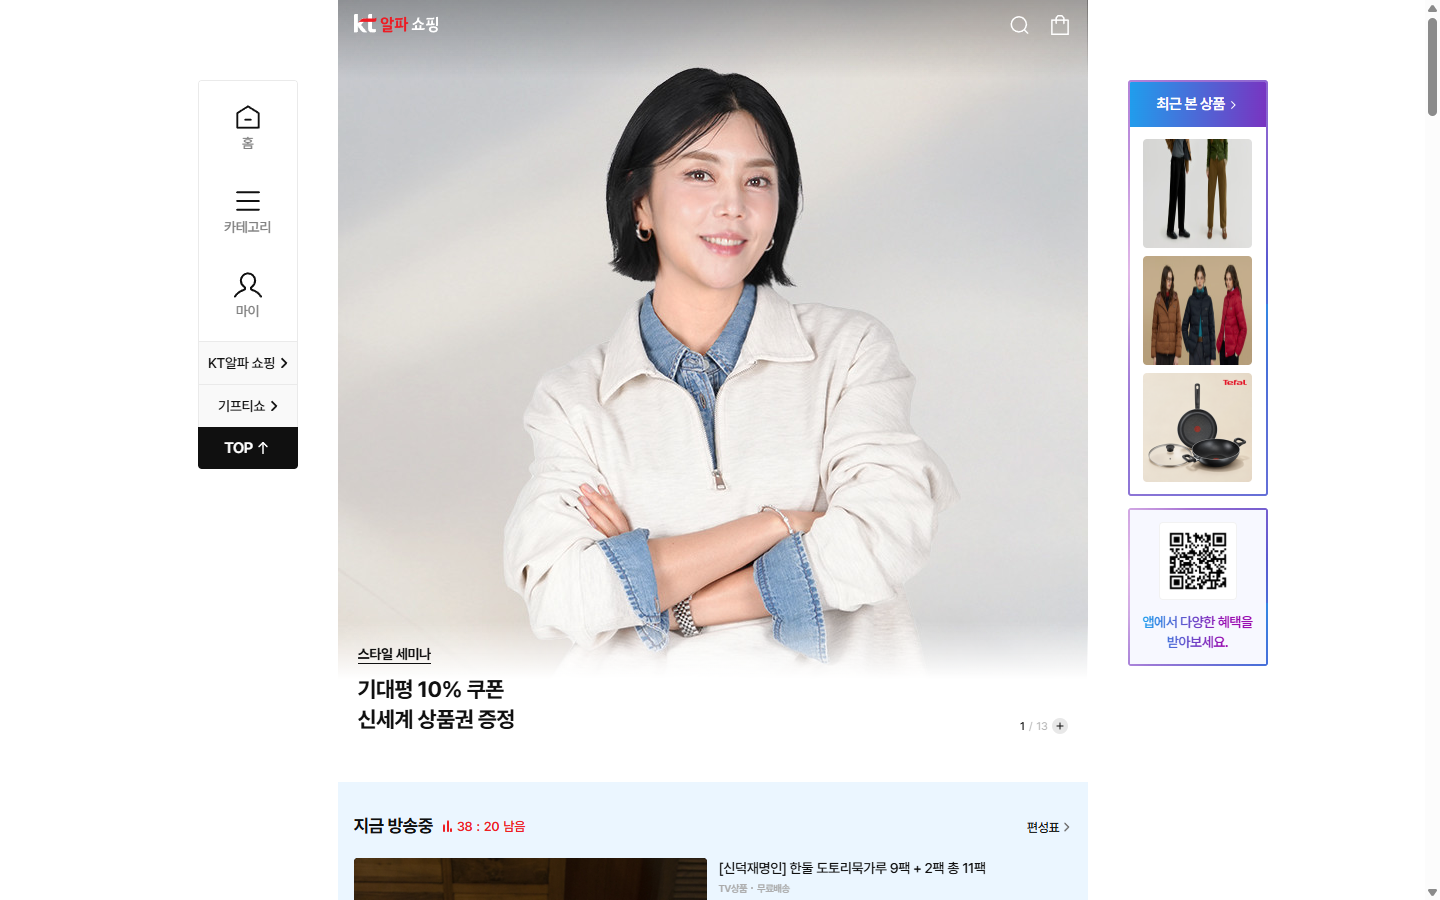 kt 알파 쇼핑
홈
카테고리
마이
KT알파 쇼핑
기프티쇼
TOP ↑
스타일 세미나
기대평 10% 쿠폰
신세계 상품권 증정
1 / 13 +
최근 본 상품
Tefal
앱에서 다양한 혜택을
받아보세요.
지금 방송중 38 : 20 남음
편성표
[신덕재명인] 한둘 도토리묵가루 9팩 + 2팩 총 11팩
TV상품 · 무료배송